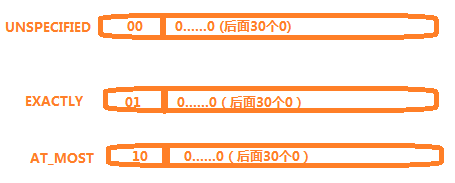 UNSPECIFIED 00 0......0 (后面30个0)
EXACTLY 01 0......0 ( 后面30个0 )
AT_MOST 10 0......0 ( 后面30个0 )